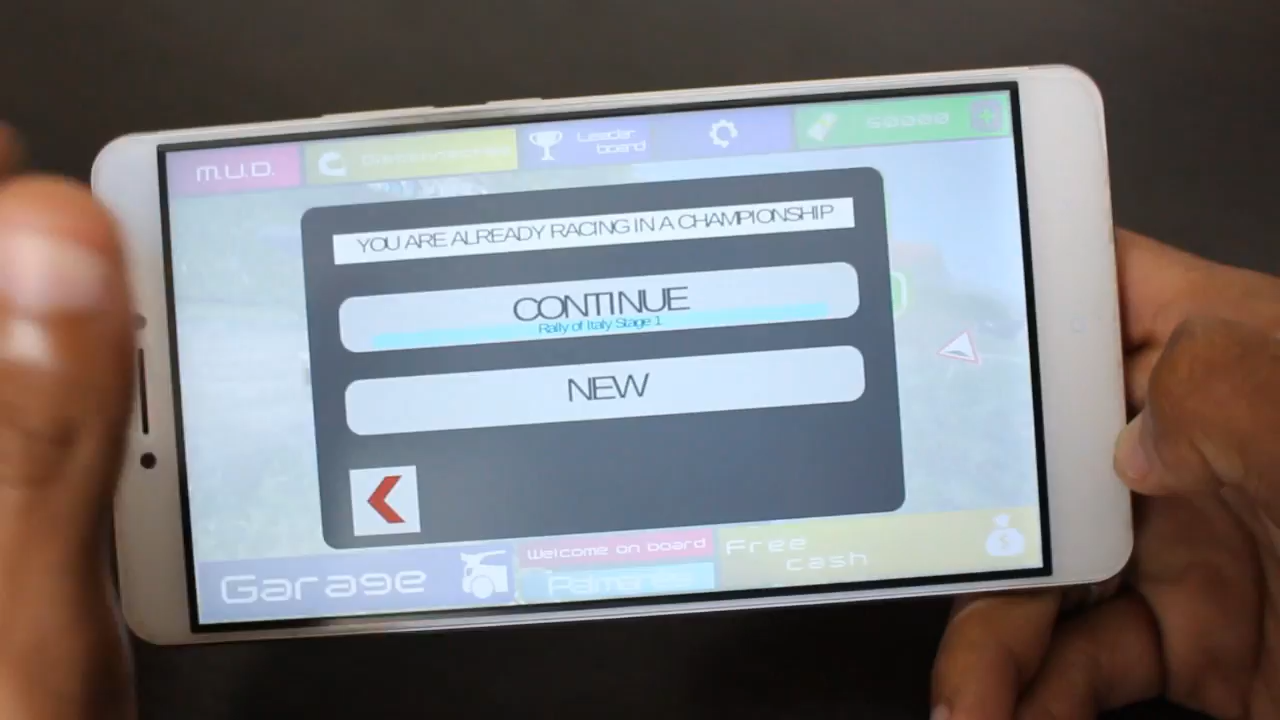 M.U.D.
Leader
board
50000
YOU ARE ALREADY RACING IN A CHAMPIONSHIP
CONTINUE
Rally of Italy Stage 1
NEW
Garage
Welcome on board
Free
cash